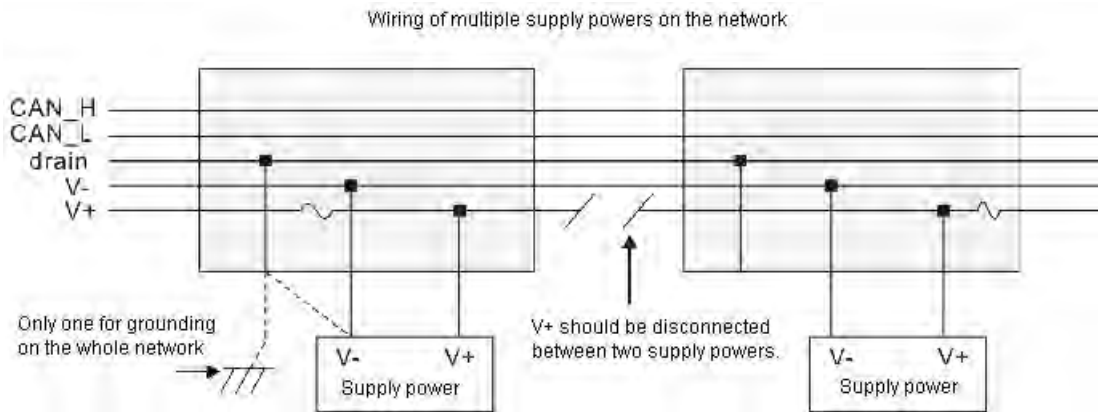 Wiring of multiple supply powers on the network
CAN_H
CAN_L
drain
V-
V+
Only one for grounding
on the whole network
V+ should be disconnected
between two supply powers.
V- V+
Supply power
V- V+
Supply power